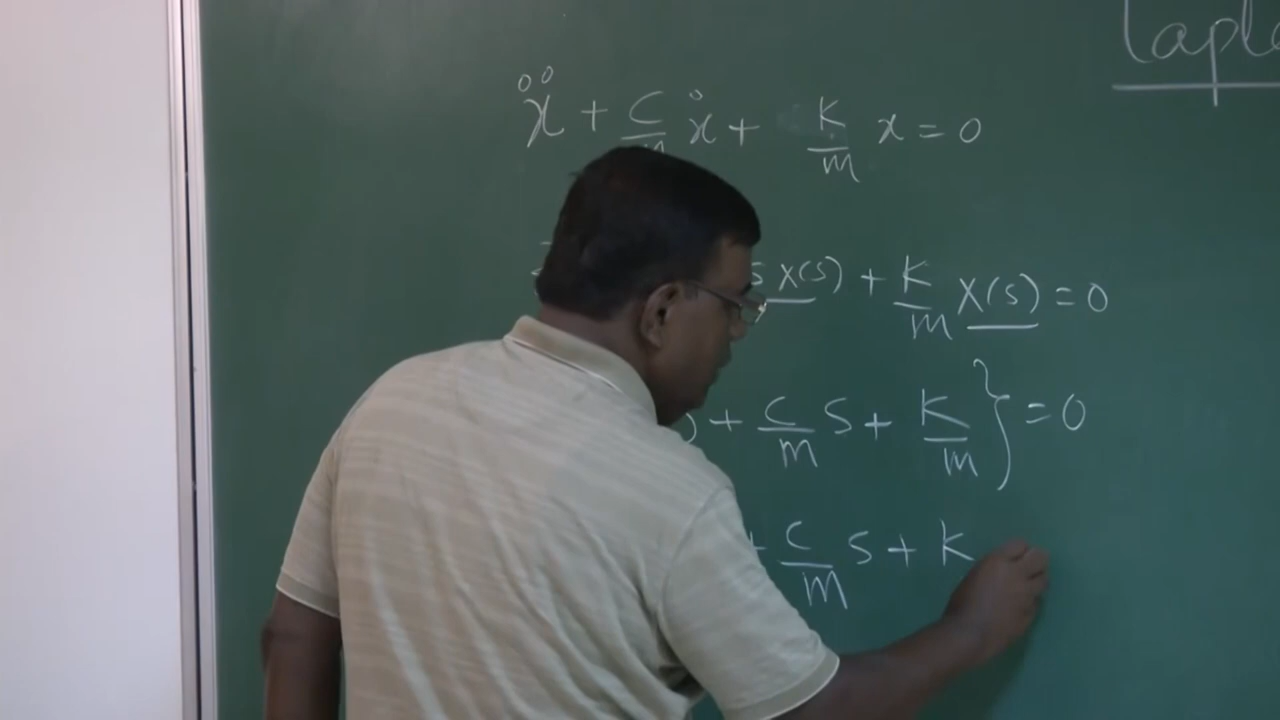 Lapla
ẍ + C/m ẋ + K/m x = 0
s X(s) + K/m X(s) = 0
) + C/m S + K/m } = 0
+ C/m S + K